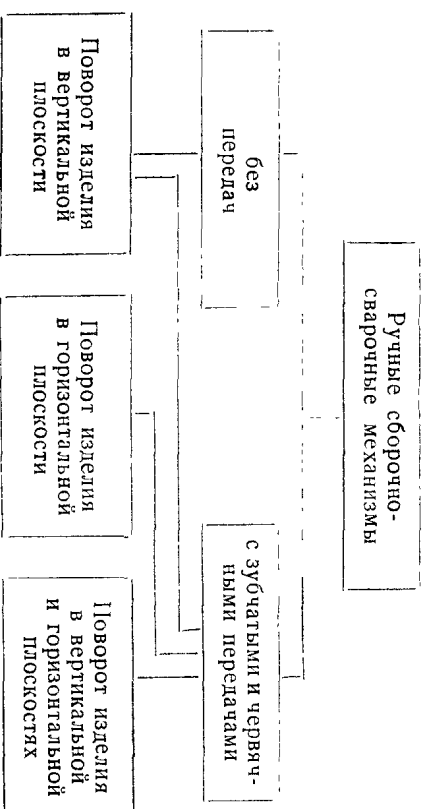 Ручные сборочно-
сварочные механизмы
без
передач
с зубчатыми и червяч-
ными передачами
Поворот изделия
в вертикальной
плоскости
Поворот изделия
в горизонтальной
плоскости
Поворот изделия
в вертикальной
и горизонтальной
плоскостях